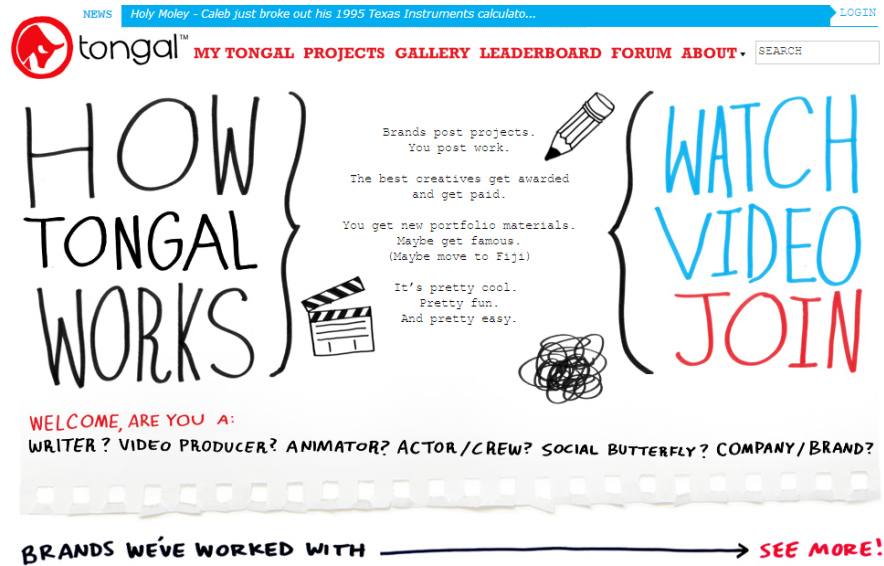 NEWS Holy Moley - Caleb just broke out his 1995 Texas Instruments calculato... LOGIN
tongal™ MY TONGAL PROJECTS GALLERY LEADERBOARD FORUM ABOUT SEARCH
HOW
TONGAL
WORKS
Brands post projects.
You post work.
The best creatives get awarded
and get paid.
You get new portfolio materials.
Maybe get famous.
(Maybe move to Fiji)
It's pretty cool.
Pretty fun.
And pretty easy.
WATCH
VIDEO
JOIN
WELCOME, ARE YOU A:
WRITER? VIDEO PRODUCER? ANIMATOR? ACTOR/CREW? SOCIAL BUTTERFLY? COMPANY/BRAND?
BRANDS WE'VE WORKED WITH SEE MORE!